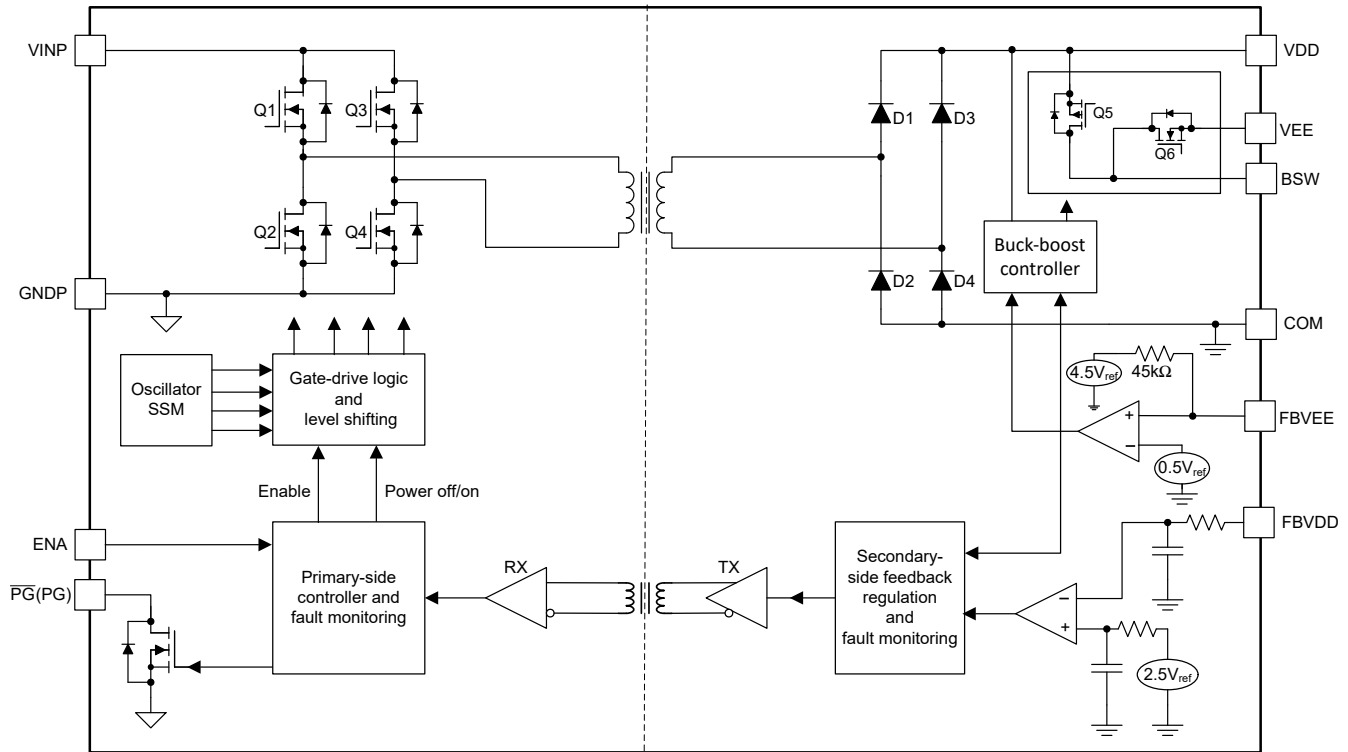 VINP
VDD
Q1
Q3
D1
D3
Q5
VEE
Q6
BSW
Q2
Q4
Buck-boost
controller
D2
D4
GNDP
COM
Oscillator
SSM
Gate-drive logic
and
level shifting
4.5Vref
45kΩ
+
FBVEE
−
0.5Vref
Enable
Power off/on
FBVDD
ENA
Primary-side
controller and
fault monitoring
RX
TX
Secondary-
side feedback
regulation
and
fault monitoring
−
+
PG(PG)
2.5Vref